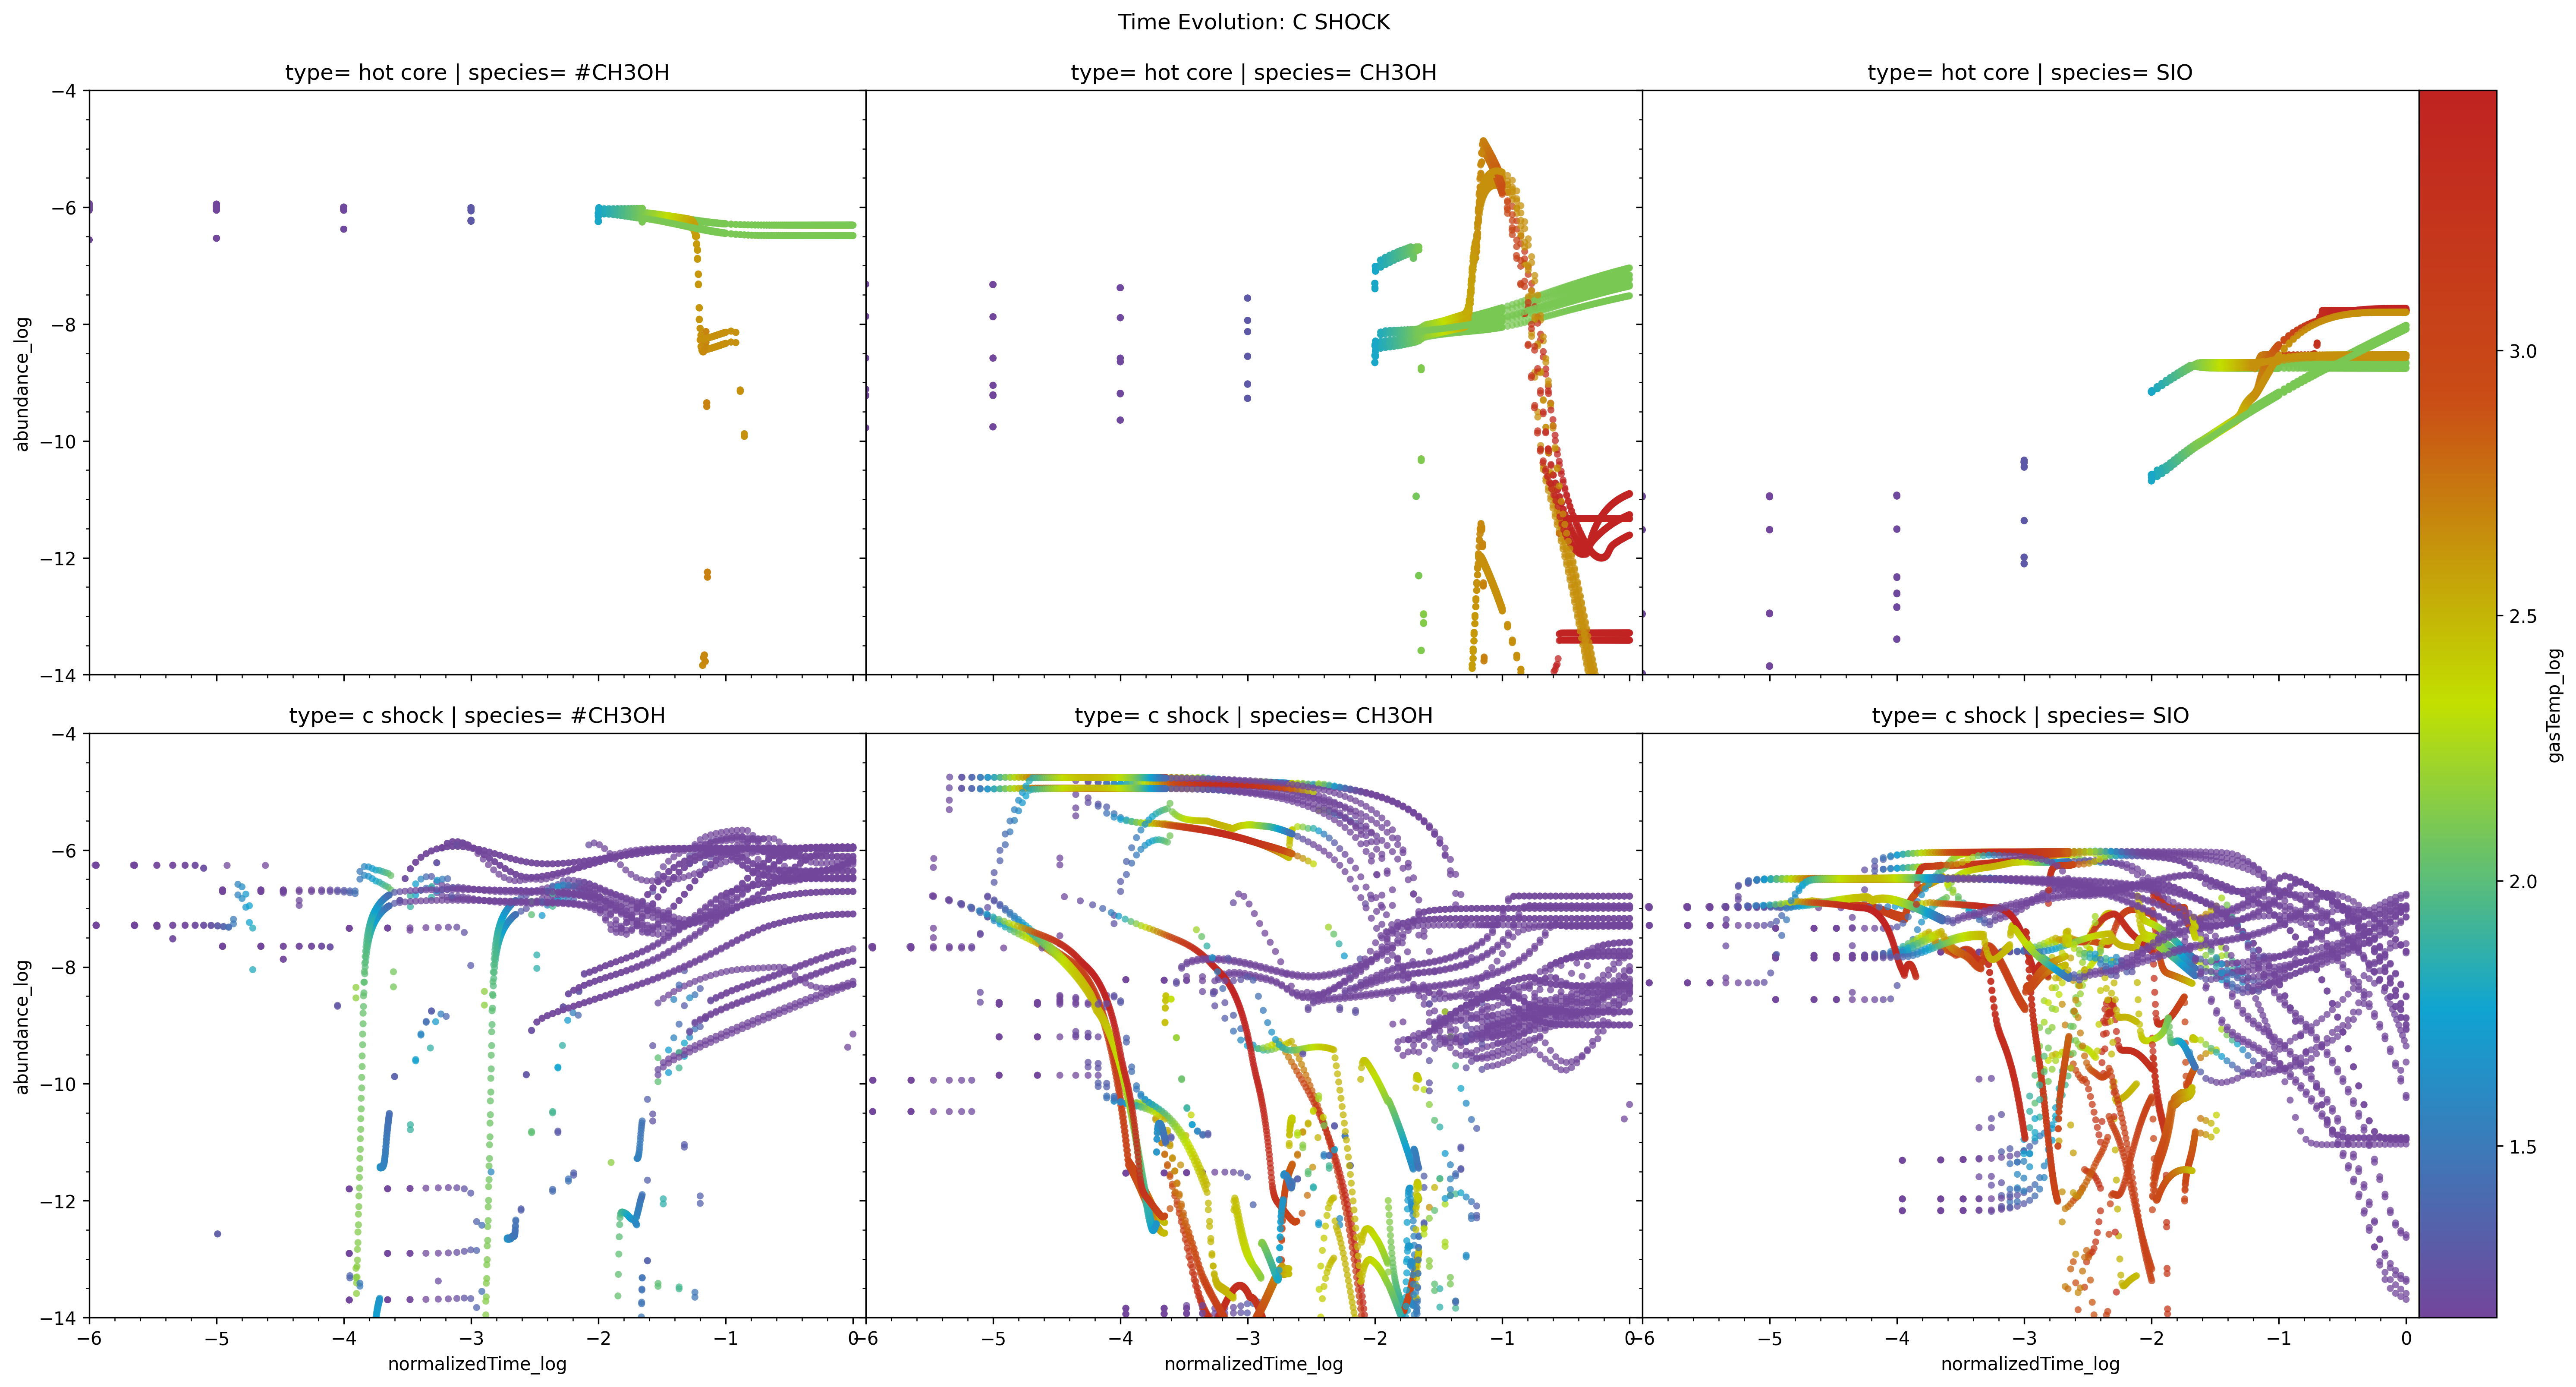 Time Evolution: C SHOCK
type= hot core | species= #CH3OH
type= hot core | species= CH3OH
type= hot core | species= SIO
−4
−6
−8
−10
−12
−14
abundance_log
3.0
2.5
2.0
1.5
gasTemp_log
type= c shock | species= #CH3OH
type= c shock | species= CH3OH
type= c shock | species= SIO
−4
−6
−8
−10
−12
−14
abundance_log
−6 −5 −4 −3 −2 −1 0
−6 −5 −4 −3 −2 −1 0
−6 −5 −4 −3 −2 −1 0
normalizedTime_log
normalizedTime_log
normalizedTime_log